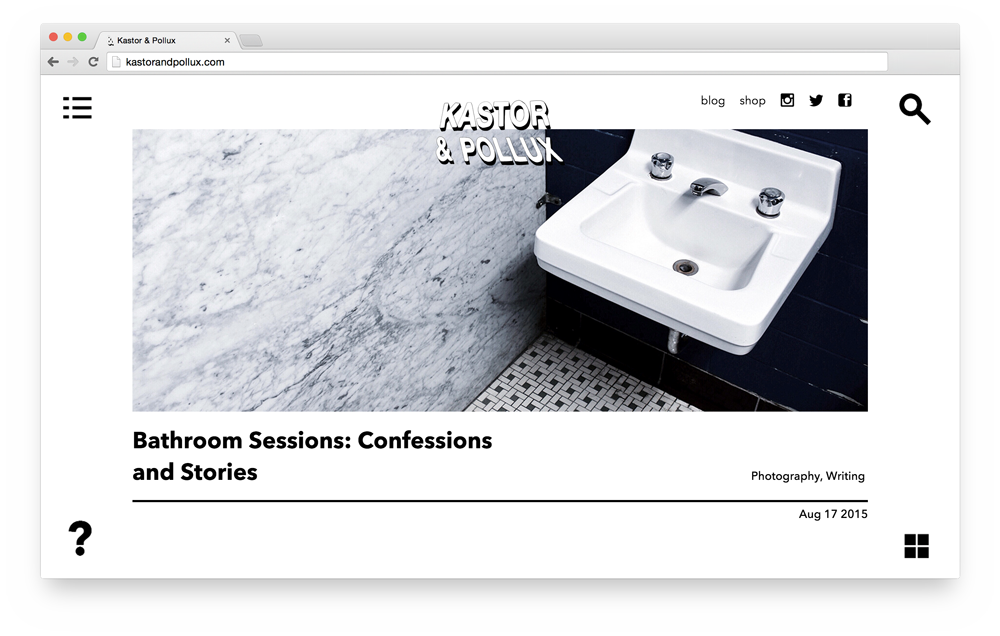 Kastor & Pollux
kastorandpollux.com
blog shop
KASTOR
& POLLUX
Bathroom Sessions: Confessions
and Stories
Photography, Writing
Aug 17 2015
?